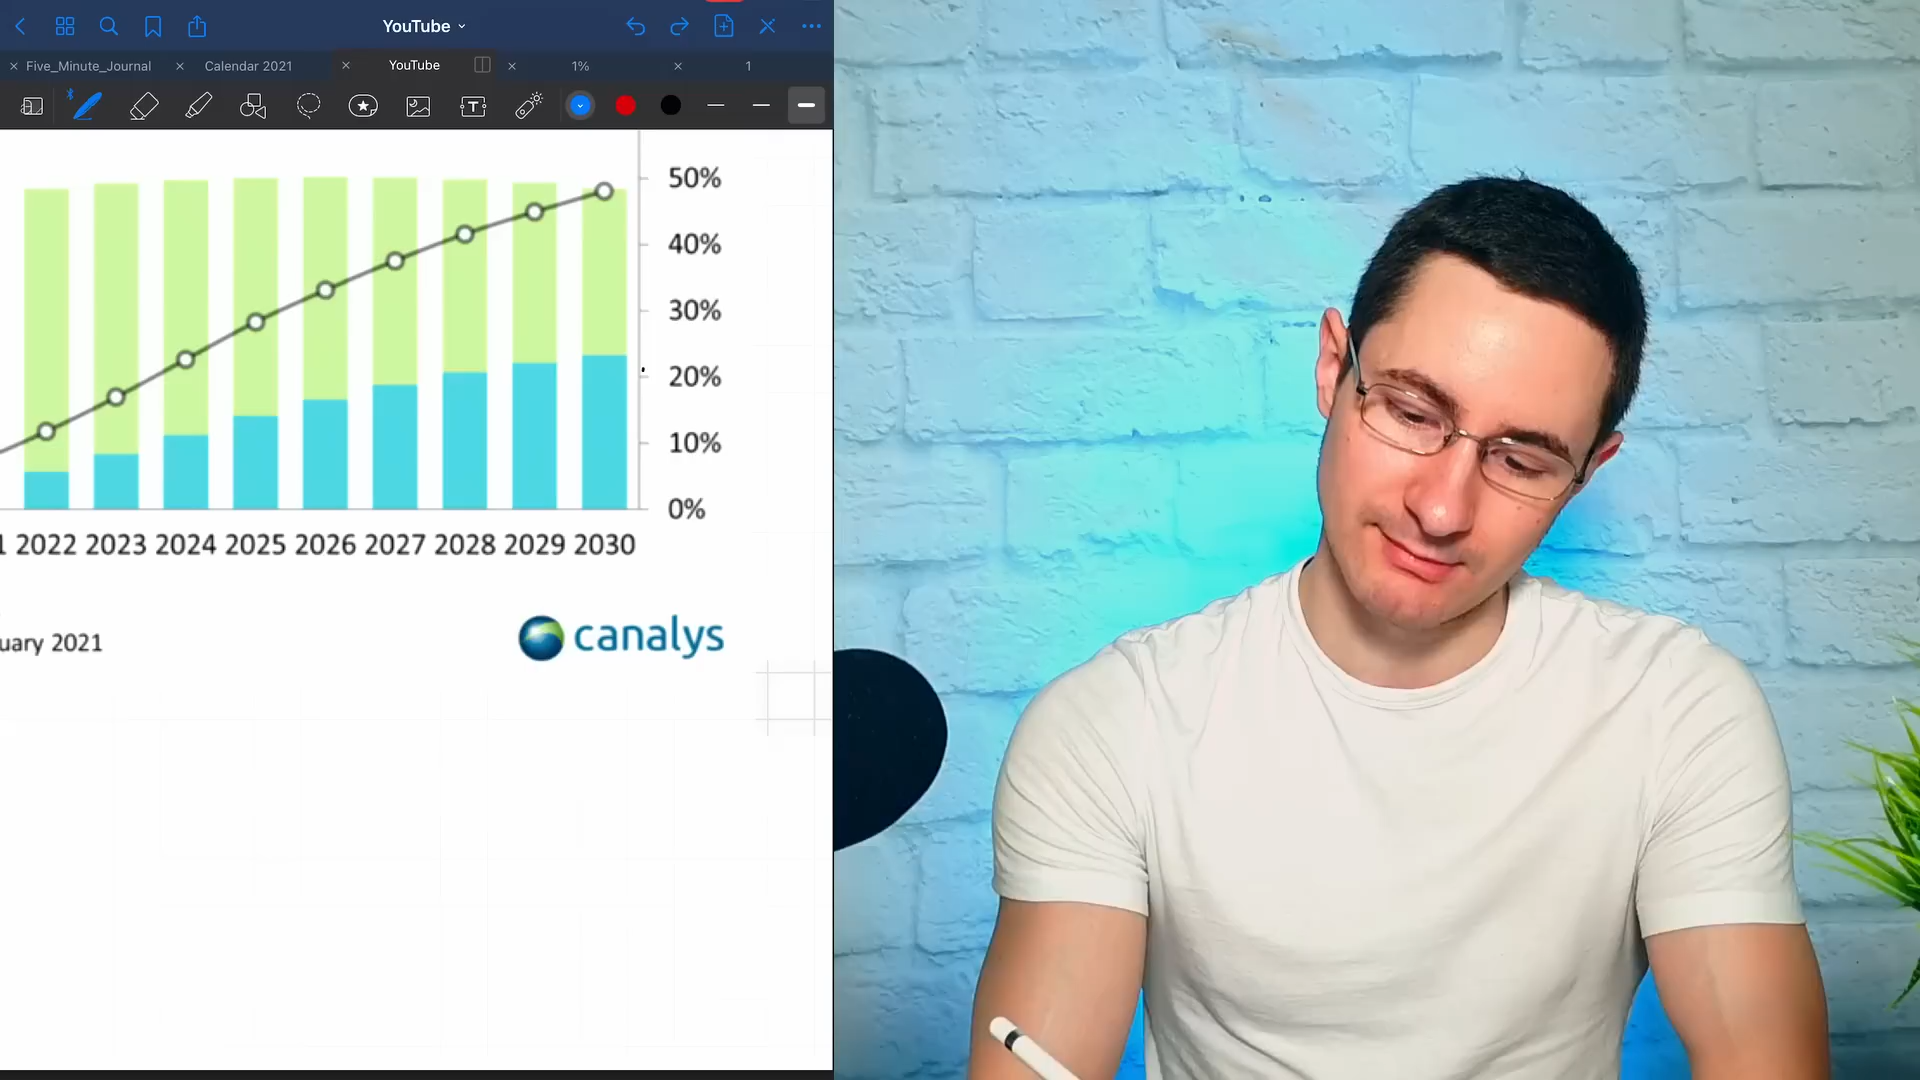 YouTube
Five_Minute_Journal
Calendar 2021
YouTube
1%
1
T
50%
40%
30%
20%
10%
0%
2022 2023 2024 2025 2026 2027 2028 2029 2030
uary 2021
canalys